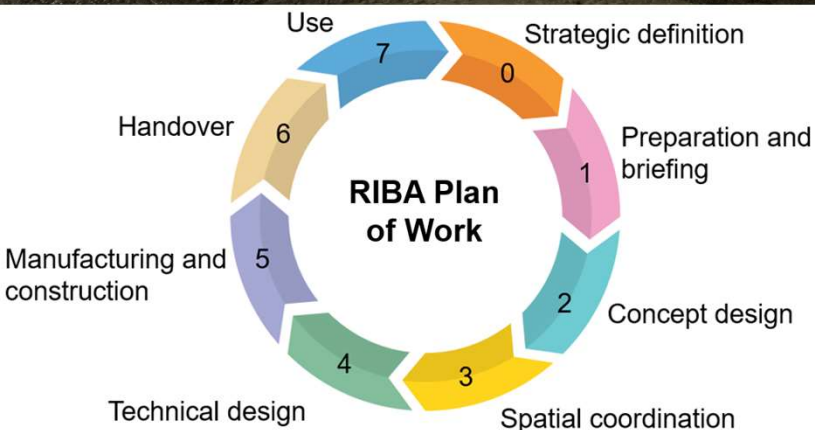 Use
7
Strategic definition
0
Preparation and
briefing
1
Concept design
2
Spatial coordination
3
Technical design
4
Manufacturing and
construction
5
Handover
6
RIBA Plan
of Work